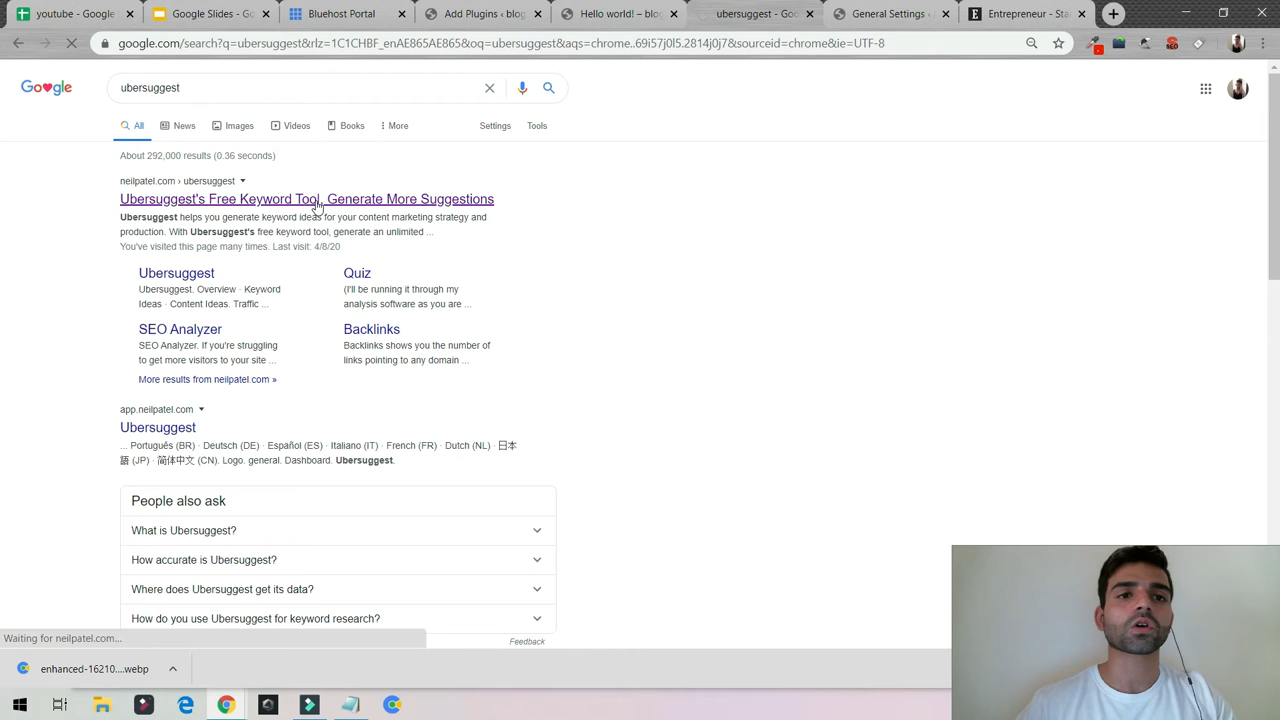 youtube - Google
Google Slides - G
Bluehost Portal
Add Plugins ‹ blog
Hello world! – blog
ubersuggest - Goo
General Settings ‹
Entrepreneur - Sta
google.com/search?q=ubersuggest&rlz=1C1CHBF_enAE865AE865&oq=ubersuggest&aqs=chrome..69i57j0l5.2814j0j7&sourceid=chrome&ie=UTF-8
ubersuggest
All
News
Images
Videos
Books
More
Settings
Tools
About 292,000 results (0.36 seconds)
neilpatel.com › ubersuggest
Ubersuggest's Free Keyword Tool, Generate More Suggestions
Ubersuggest helps you generate keyword ideas for your content marketing strategy and
production. With Ubersuggest's free keyword tool, generate an unlimited ...
You've visited this page many times. Last visit: 4/8/20
Ubersuggest
Ubersuggest. Overview · Keyword
Ideas · Content Ideas. Traffic ...
Quiz
(I'll be running it through my
analysis software as you are ...
SEO Analyzer
SEO Analyzer. If you're struggling
to get more visitors to your site ...
Backlinks
Backlinks shows you the number of
links pointing to any domain ...
More results from neilpatel.com »
app.neilpatel.com
Ubersuggest
... Português (BR) · Deutsch (DE) · Español (ES) · Italiano (IT) · French (FR) · Dutch (NL) · 日本
語 (JP) · 简体中文 (CN). Logo. general. Dashboard. Ubersuggest.
People also ask
What is Ubersuggest?
How accurate is Ubersuggest?
Where does Ubersuggest get its data?
How do you use Ubersuggest for keyword research?
Feedback
Waiting for neilpatel.com...
enhanced-16210....webp